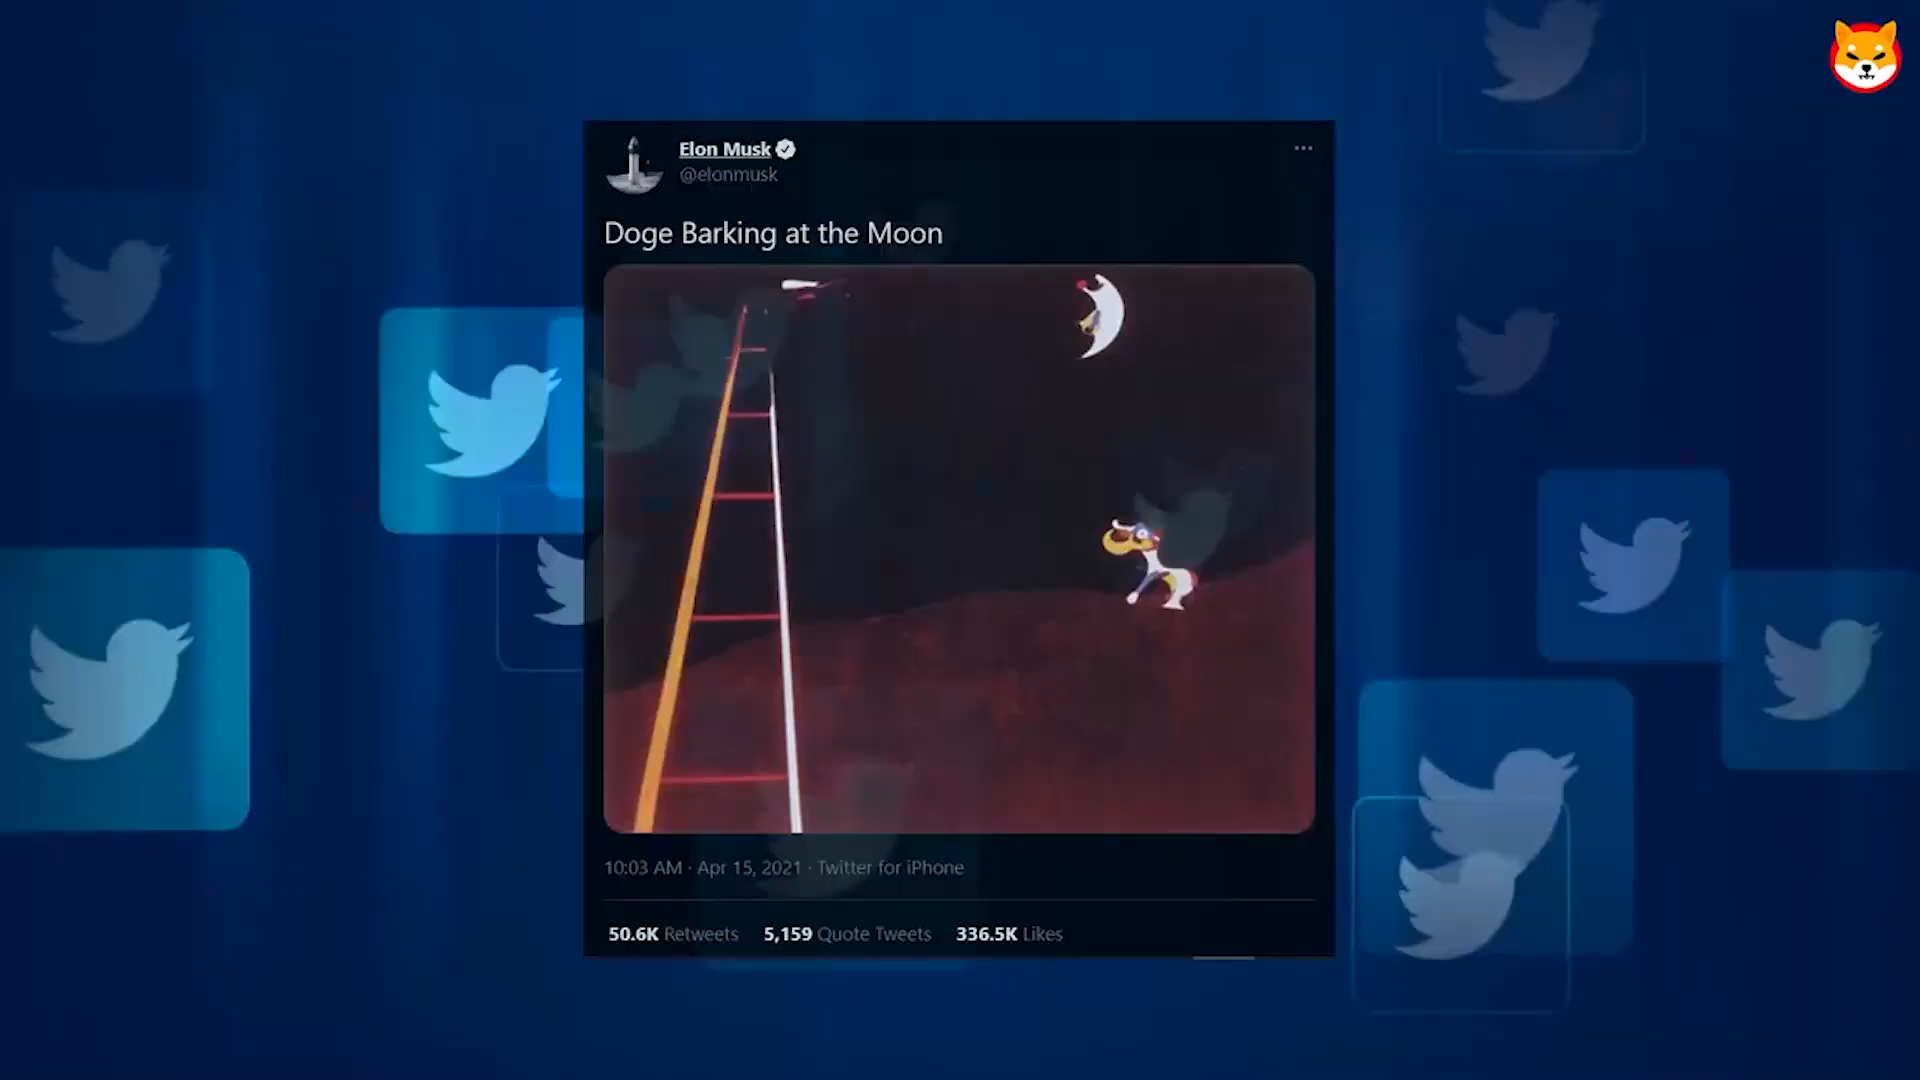 Elon Musk
@elonmusk
Doge Barking at the Moon
10:03 AM · Apr 15, 2021 · Twitter for iPhone
50.6K Retweets 5,159 Quote Tweets 336.5K Likes